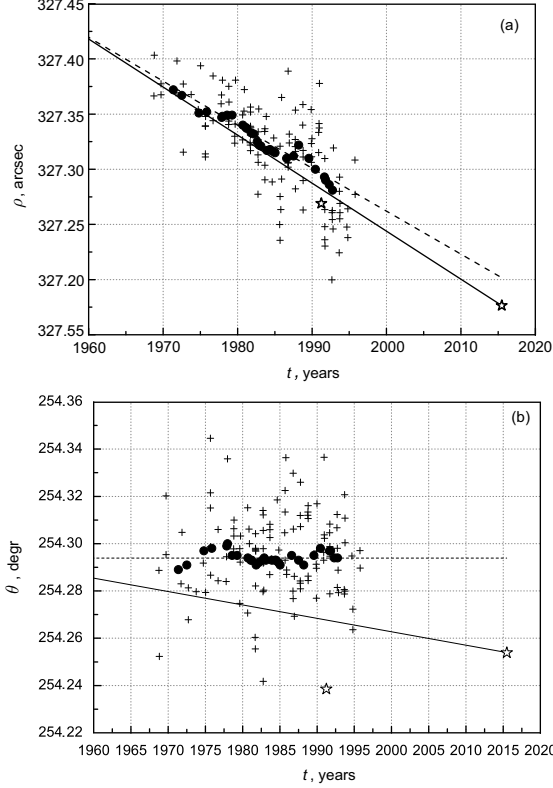 327.45
(a)
327.40
327.35
327.30
327.25
327.20
327.55
ρ, arcsec
1960 1970 1980 1990 2000 2010 2020
t, years
254.36
(b)
254.34
254.32
254.30
254.28
254.26
254.24
254.22
θ, degr
1960 1965 1970 1975 1980 1985 1990 1995 2000 2005 2010 2015 2020
t, years